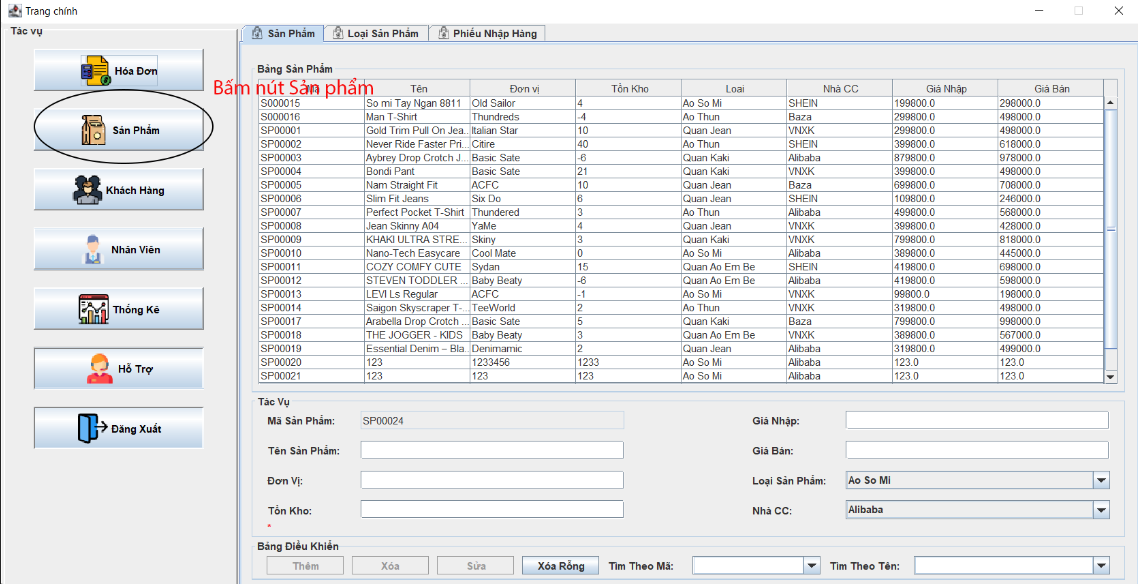 Trang chính
Tác vụ
Hóa Đơn
Sản Phẩm
Khách Hàng
Nhân Viên
Thống Kê
Hỗ Trợ
Đăng Xuất
Sản Phẩm Loại Sản Phẩm Phiếu Nhập Hàng
Bấm nút Sản phẩm
Bảng Sản Phẩm
Mã Tên Đơn vị Tồn Kho Loai Nhà CC Giá Nhập Giá Bán
S000015 So mi Tay Ngan 8811 Old Sailor 4 Ao So Mi SHEIN 199800.0 298000.0
S000016 Man T-Shirt Thundreds -4 Ao Thun Baza 299800.0 498000.0
SP00001 Gold Trim Pull On Jea... Italian Star 10 Quan Jean VNXK 299800.0 498000.0
SP00002 Never Ride Faster Pri... Citire 40 Ao Thun SHEIN 399800.0 618000.0
SP00003 Aybrey Drop Crotch J... Basic Sate -6 Quan Kaki Alibaba 879800.0 978000.0
SP00004 Bondi Pant Basic Sate 21 Quan Kaki VNXK 399800.0 498000.0
SP00005 Nam Straight Fit ACFC 10 Quan Jean Baza 699800.0 708000.0
SP00006 Slim Fit Jeans Six Do 6 Quan Jean SHEIN 109800.0 246000.0
SP00007 Perfect Pocket T-Shirt Thundered 3 Ao Thun Alibaba 499800.0 568000.0
SP00008 Jean Skinny A04 YaMe 4 Quan Jean VNXK 399800.0 428000.0
SP00009 KHAKI ULTRA STRE... Skiny 3 Quan Kaki VNXK 799800.0 818000.0
SP00010 Nano-Tech Easycare Cool Mate 0 Ao So Mi Alibaba 389800.0 445000.0
SP00011 COZY COMFY CUTE Sydan 15 Quan Ao Em Be SHEIN 419800.0 698000.0
SP00012 STEVEN TODDLER ... Baby Beaty -6 Quan Ao Em Be Alibaba 419800.0 598000.0
SP00013 LEVI Ls Regular ACFC -1 Ao So Mi VNXK 99800.0 198000.0
SP00014 Saigon Skyscraper T-... TeeWorld 2 Ao Thun VNXK 319800.0 498000.0
SP00017 Arabella Drop Crotch ... Basic Sate 5 Quan Kaki Baza 799800.0 998000.0
SP00018 THE JOGGER - KIDS Baby Beaty 3 Quan Ao Em Be VNXK 389800.0 567000.0
SP00019 Essential Denim – Bla... Denimamic 2 Quan Jean Alibaba 319800.0 499000.0
SP00020 123 1233456 1233 Ao So Mi Alibaba 123.0 123.0
SP00021 123 123 123 Ao So Mi Alibaba 123.0 123.0
Tác Vụ
Mã Sản Phẩm: SP00024 Giá Nhập:
Tên Sản Phẩm: Giá Bán:
Đơn Vị: Loại Sản Phẩm: Ao So Mi
Tồn Kho: Nhà CC: Alibaba
*
Bảng Điều Khiển
Thêm Xóa Sửa Xóa Rỗng Tìm Theo Mã: Tìm Theo Tên: